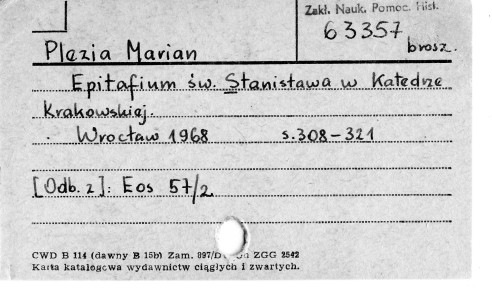 Zakł. Nauk. Pomoc. Hist.
63357
brosz.
Plezia Marian
Epitafium św. Stanisława w Katedrze
Krakowskiej.
Wrocław 1968 s. 308-321
[Odb. z]: Eos 57/2
CWD B 114 (dawny B 15b) Zam. 897/D ZGG 2542
Karta katalogowa wydawnictw ciągłych i zwartych.